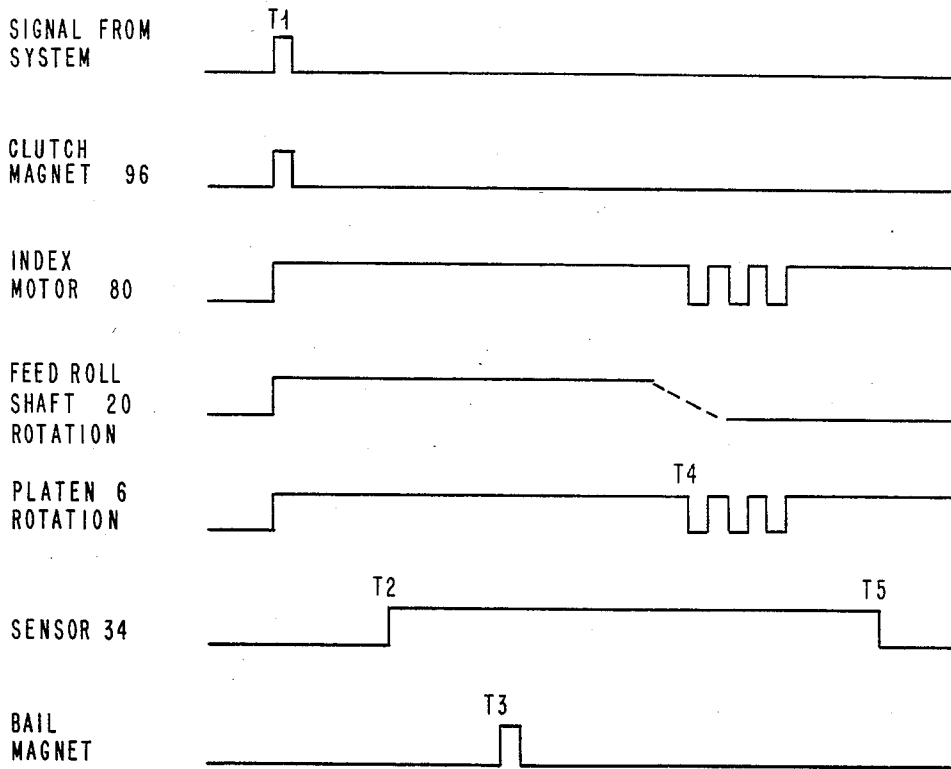 T1
SIGNAL FROM
SYSTEM
CLUTCH
MAGNET 96
INDEX
MOTOR 80
FEED ROLL
SHAFT 20
ROTATION
T4
PLATEN 6
ROTATION
T2
T5
SENSOR 34
T3
BAIL
MAGNET